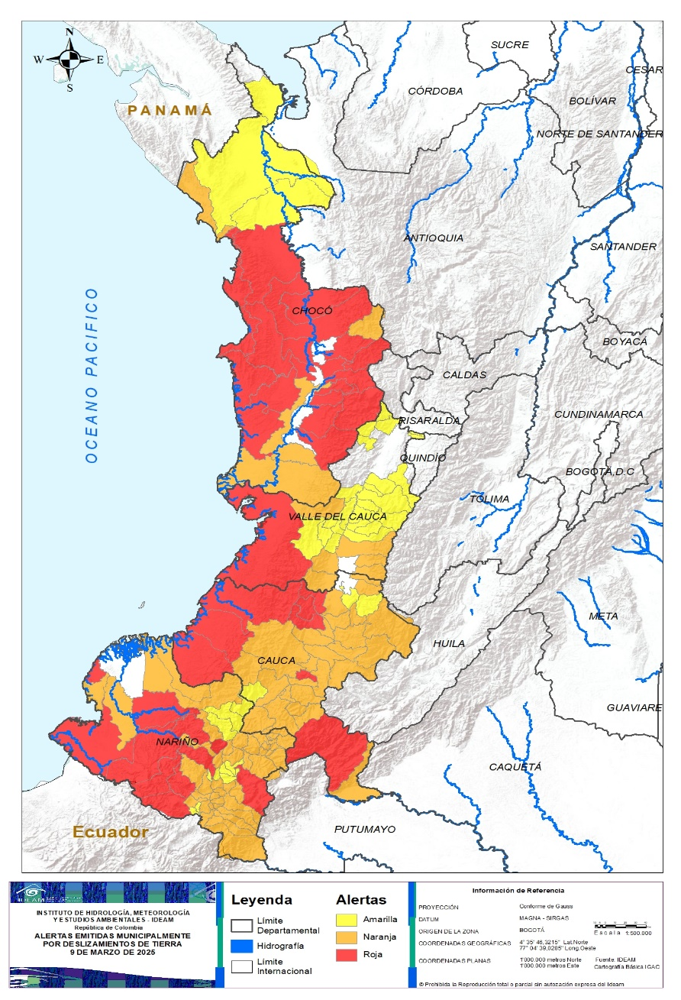 N
W E
S
PANAMÁ
SUCRE
CESAR
CÓRDOBA
BOLÍVAR
NORTE DE SANTANDER
ANTIOQUIA
SANTANDER
OCEANO PACIFICO
CHOCÓ
BOYACÁ
CALDAS
CUNDINAMARCA
RISARALDA
QUINDÍO
BOGOTÁ,D.C
TOLIMA
VALLE DEL CAUCA
META
HUILA
CAUCA
GUAVIARE
NARIÑO
CAQUETÁ
Ecuador
PUTUMAYO
IDEAM
INSTITUTO DE HIDROLOGÍA, METEOROLOGÍA
Y ESTUDIOS AMBIENTALES - IDEAM
República de Colombia
ALERTAS EMITIDAS MUNICIPALMENTE
POR DESLIZAMIENTOS DE TIERRA
9 DE MARZO DE 2025
Leyenda
Límite
Departamental
Hidrografía
Límite
Internacional
Alertas
Amarilla
Naranja
Roja
Información de Referencia
PROYECCIÓN Conforme de Gauss
DATUM MAGNA - SIRGAS
ORIGEN DE LA ZONA BOGOTÁ
COORDENADAS GEOGRÁFICAS 4° 35' 46,3215" Lat.Norte
77° 04' 39,0285" Long.Oeste
COORDENADAS PLANAS 1'000.000 metros Norte
1'000.000 metros Este
Escala 1:500.000
Fuente: IDEAM
Cartografía Básica IGAC
© Prohibida la Reproducción total o parcial sin autozación expresa del Ideam